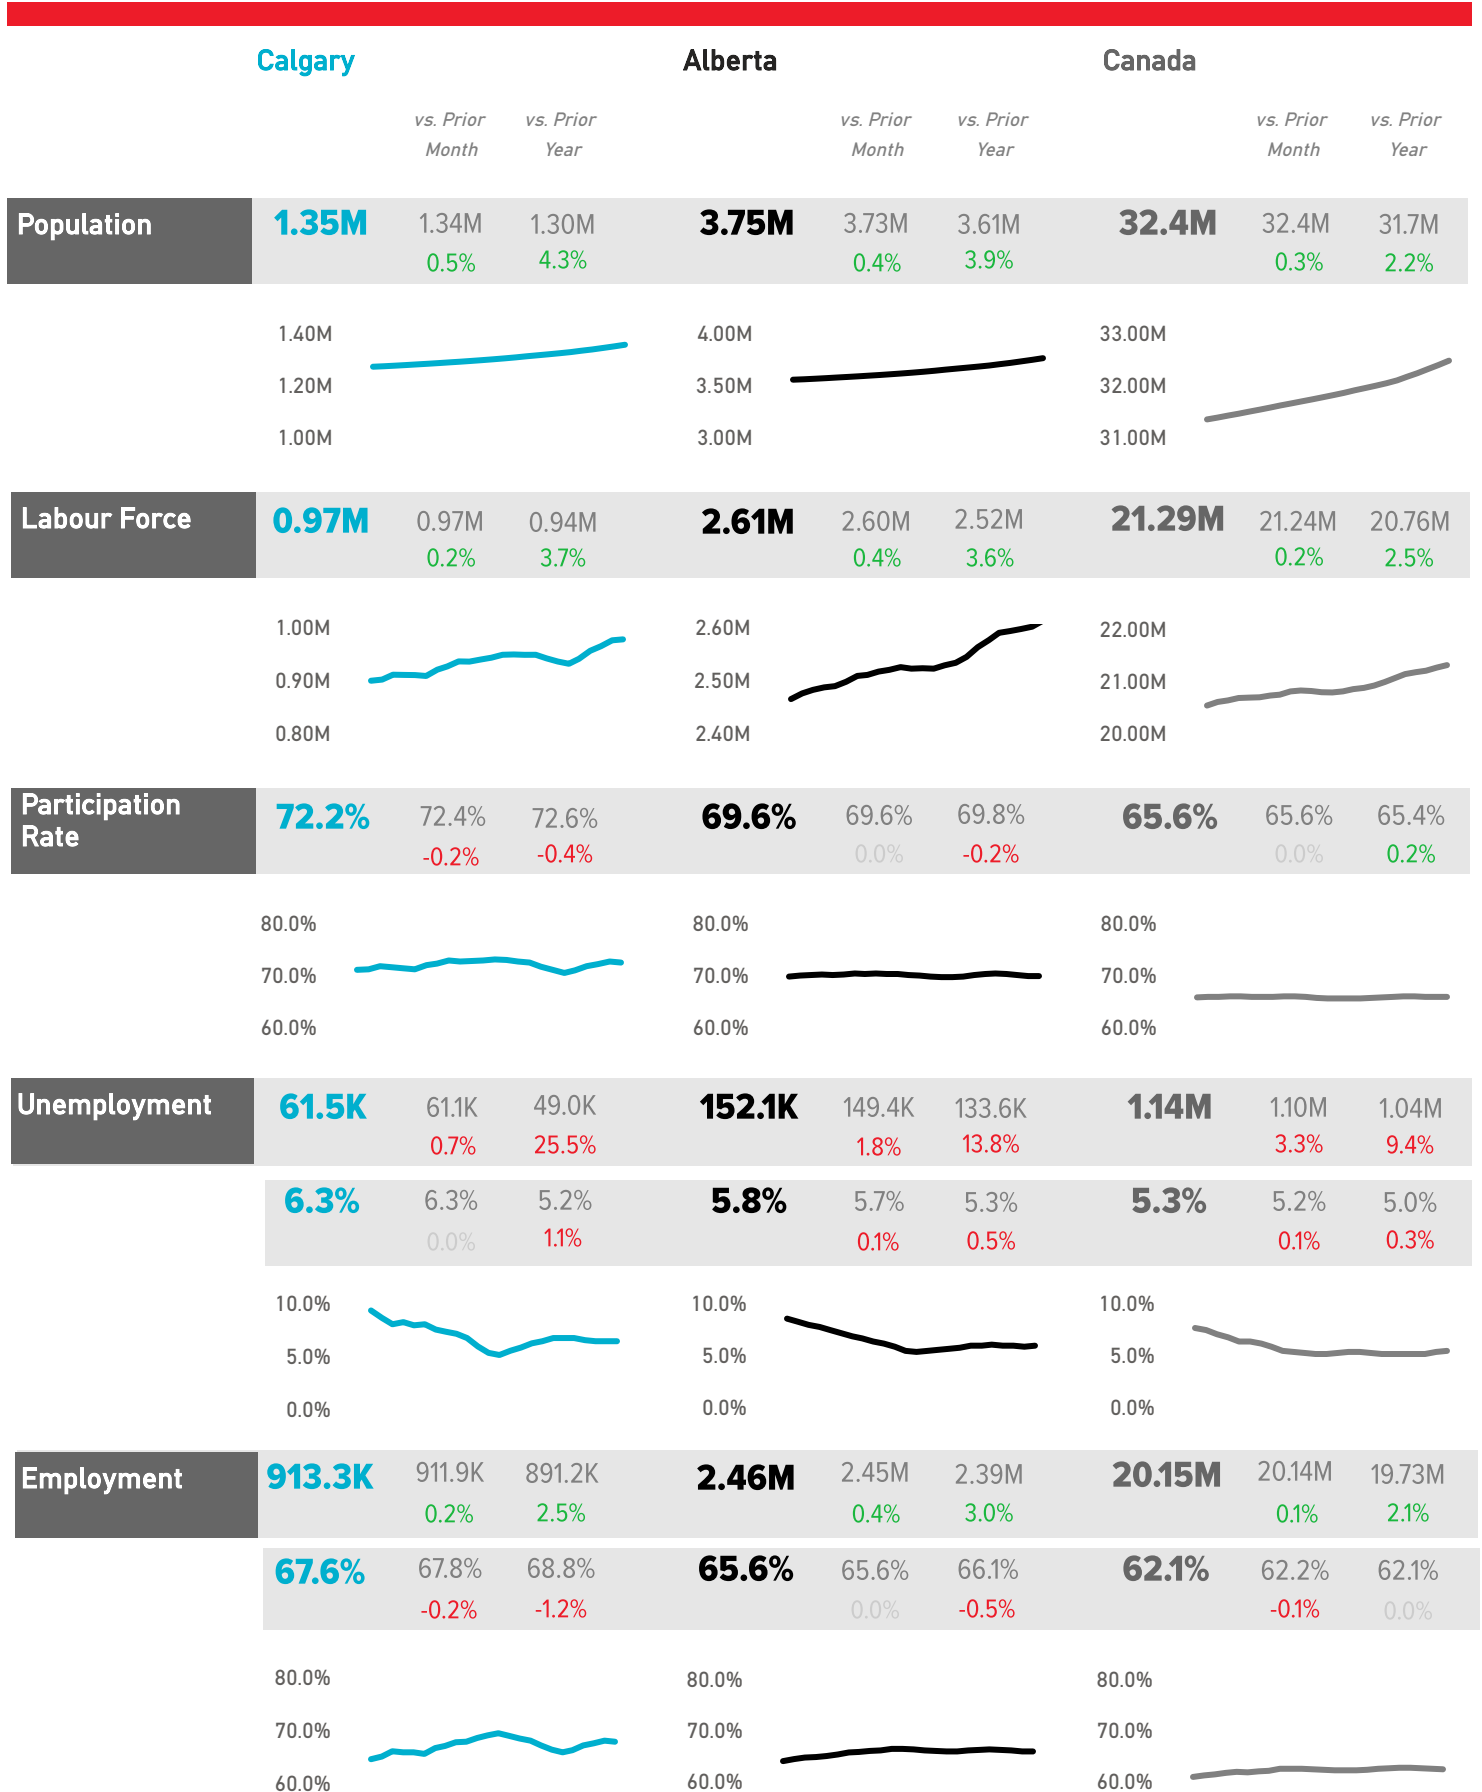 Calgary Alberta Canada
vs. Prior vs. Prior vs. Prior vs. Prior vs. Prior vs. Prior
Month Year Month Year Month Year
Population 1.35M 1.34M 1.30M 3.75M 3.73M 3.61M 32.4M 32.4M 31.7M
0.5% 4.3% 0.4% 3.9% 0.3% 2.2%
1.40M 4.00M 33.00M
1.20M 3.50M 32.00M
1.00M 3.00M 31.00M
Labour Force 0.97M 0.97M 0.94M 2.61M 2.60M 2.52M 21.29M 21.24M 20.76M
0.2% 3.7% 0.4% 3.6% 0.2% 2.5%
1.00M 2.60M 22.00M
0.90M 2.50M 21.00M
0.80M 2.40M 20.00M
Participation
Rate 72.2% 72.4% 72.6% 69.6% 69.6% 69.8% 65.6% 65.6% 65.4%
-0.2% -0.4% 0.0% -0.2% 0.0% 0.2%
80.0% 80.0% 80.0%
70.0% 70.0% 70.0%
60.0% 60.0% 60.0%
Unemployment 61.5K 61.1K 49.0K 152.1K 149.4K 133.6K 1.14M 1.10M 1.04M
0.7% 25.5% 1.8% 13.8% 3.3% 9.4%
6.3% 6.3% 5.2% 5.8% 5.7% 5.3% 5.3% 5.2% 5.0%
0.0% 1.1% 0.1% 0.5% 0.1% 0.3%
10.0% 10.0% 10.0%
5.0% 5.0% 5.0%
0.0% 0.0% 0.0%
Employment 913.3K 911.9K 891.2K 2.46M 2.45M 2.39M 20.15M 20.14M 19.73M
0.2% 2.5% 0.4% 3.0% 0.1% 2.1%
67.6% 67.8% 68.8% 65.6% 65.6% 66.1% 62.1% 62.2% 62.1%
-0.2% -1.2% 0.0% -0.5% -0.1% 0.0%
80.0% 80.0% 80.0%
70.0% 70.0% 70.0%
60.0% 60.0% 60.0%